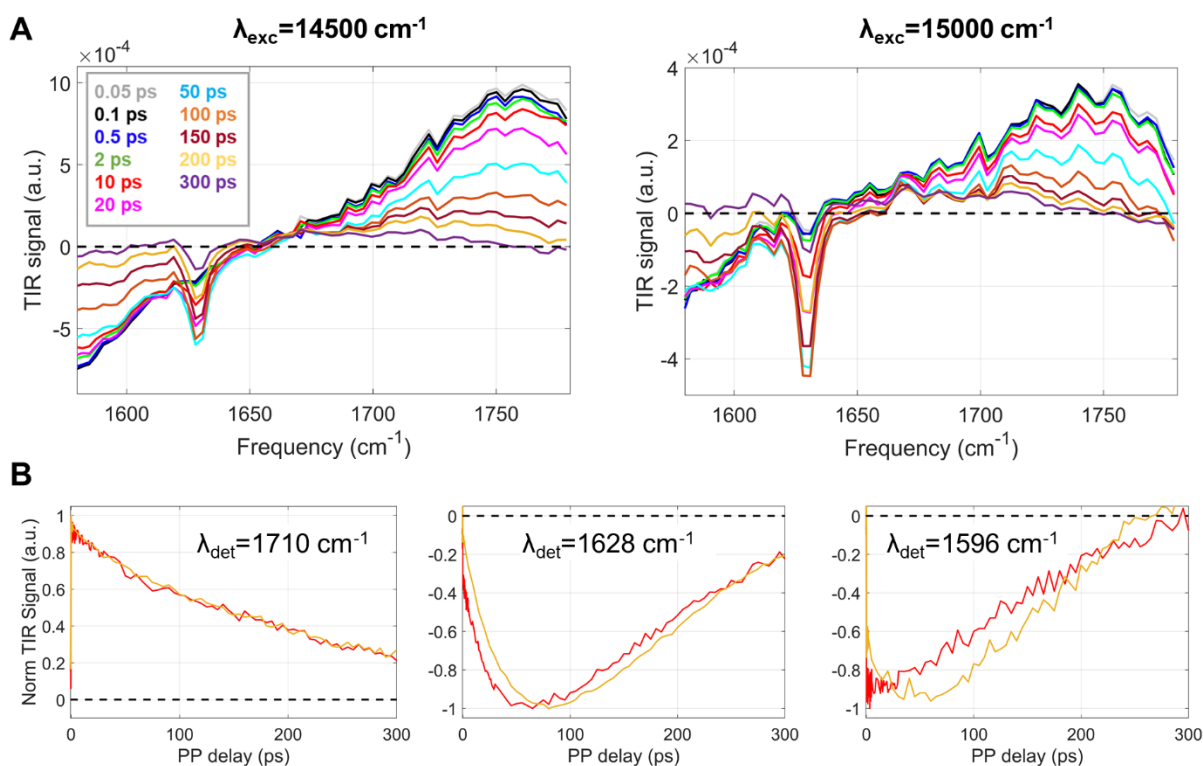 A
λexc=14500 cm-1
×10-4
TIR signal (a.u.)
10
5
0
-5
0.05 ps
0.1 ps
0.5 ps
2 ps
10 ps
20 ps
50 ps
100 ps
150 ps
200 ps
300 ps
1600
1650
1700
1750
Frequency (cm-1)
λexc=15000 cm-1
×10-4
TIR signal (a.u.)
4
2
0
-2
-4
1600
1650
1700
1750
Frequency (cm-1)
B
Norm TIR Signal (a.u.)
1
0.8
0.6
0.4
0.2
0
λdet=1710 cm-1
0
100
200
300
PP delay (ps)
0
-0.2
-0.4
-0.6
-0.8
-1
λdet=1628 cm-1
0
100
200
300
PP delay (ps)
0
-0.2
-0.4
-0.6
-0.8
-1
λdet=1596 cm-1
0
100
200
300
PP delay (ps)